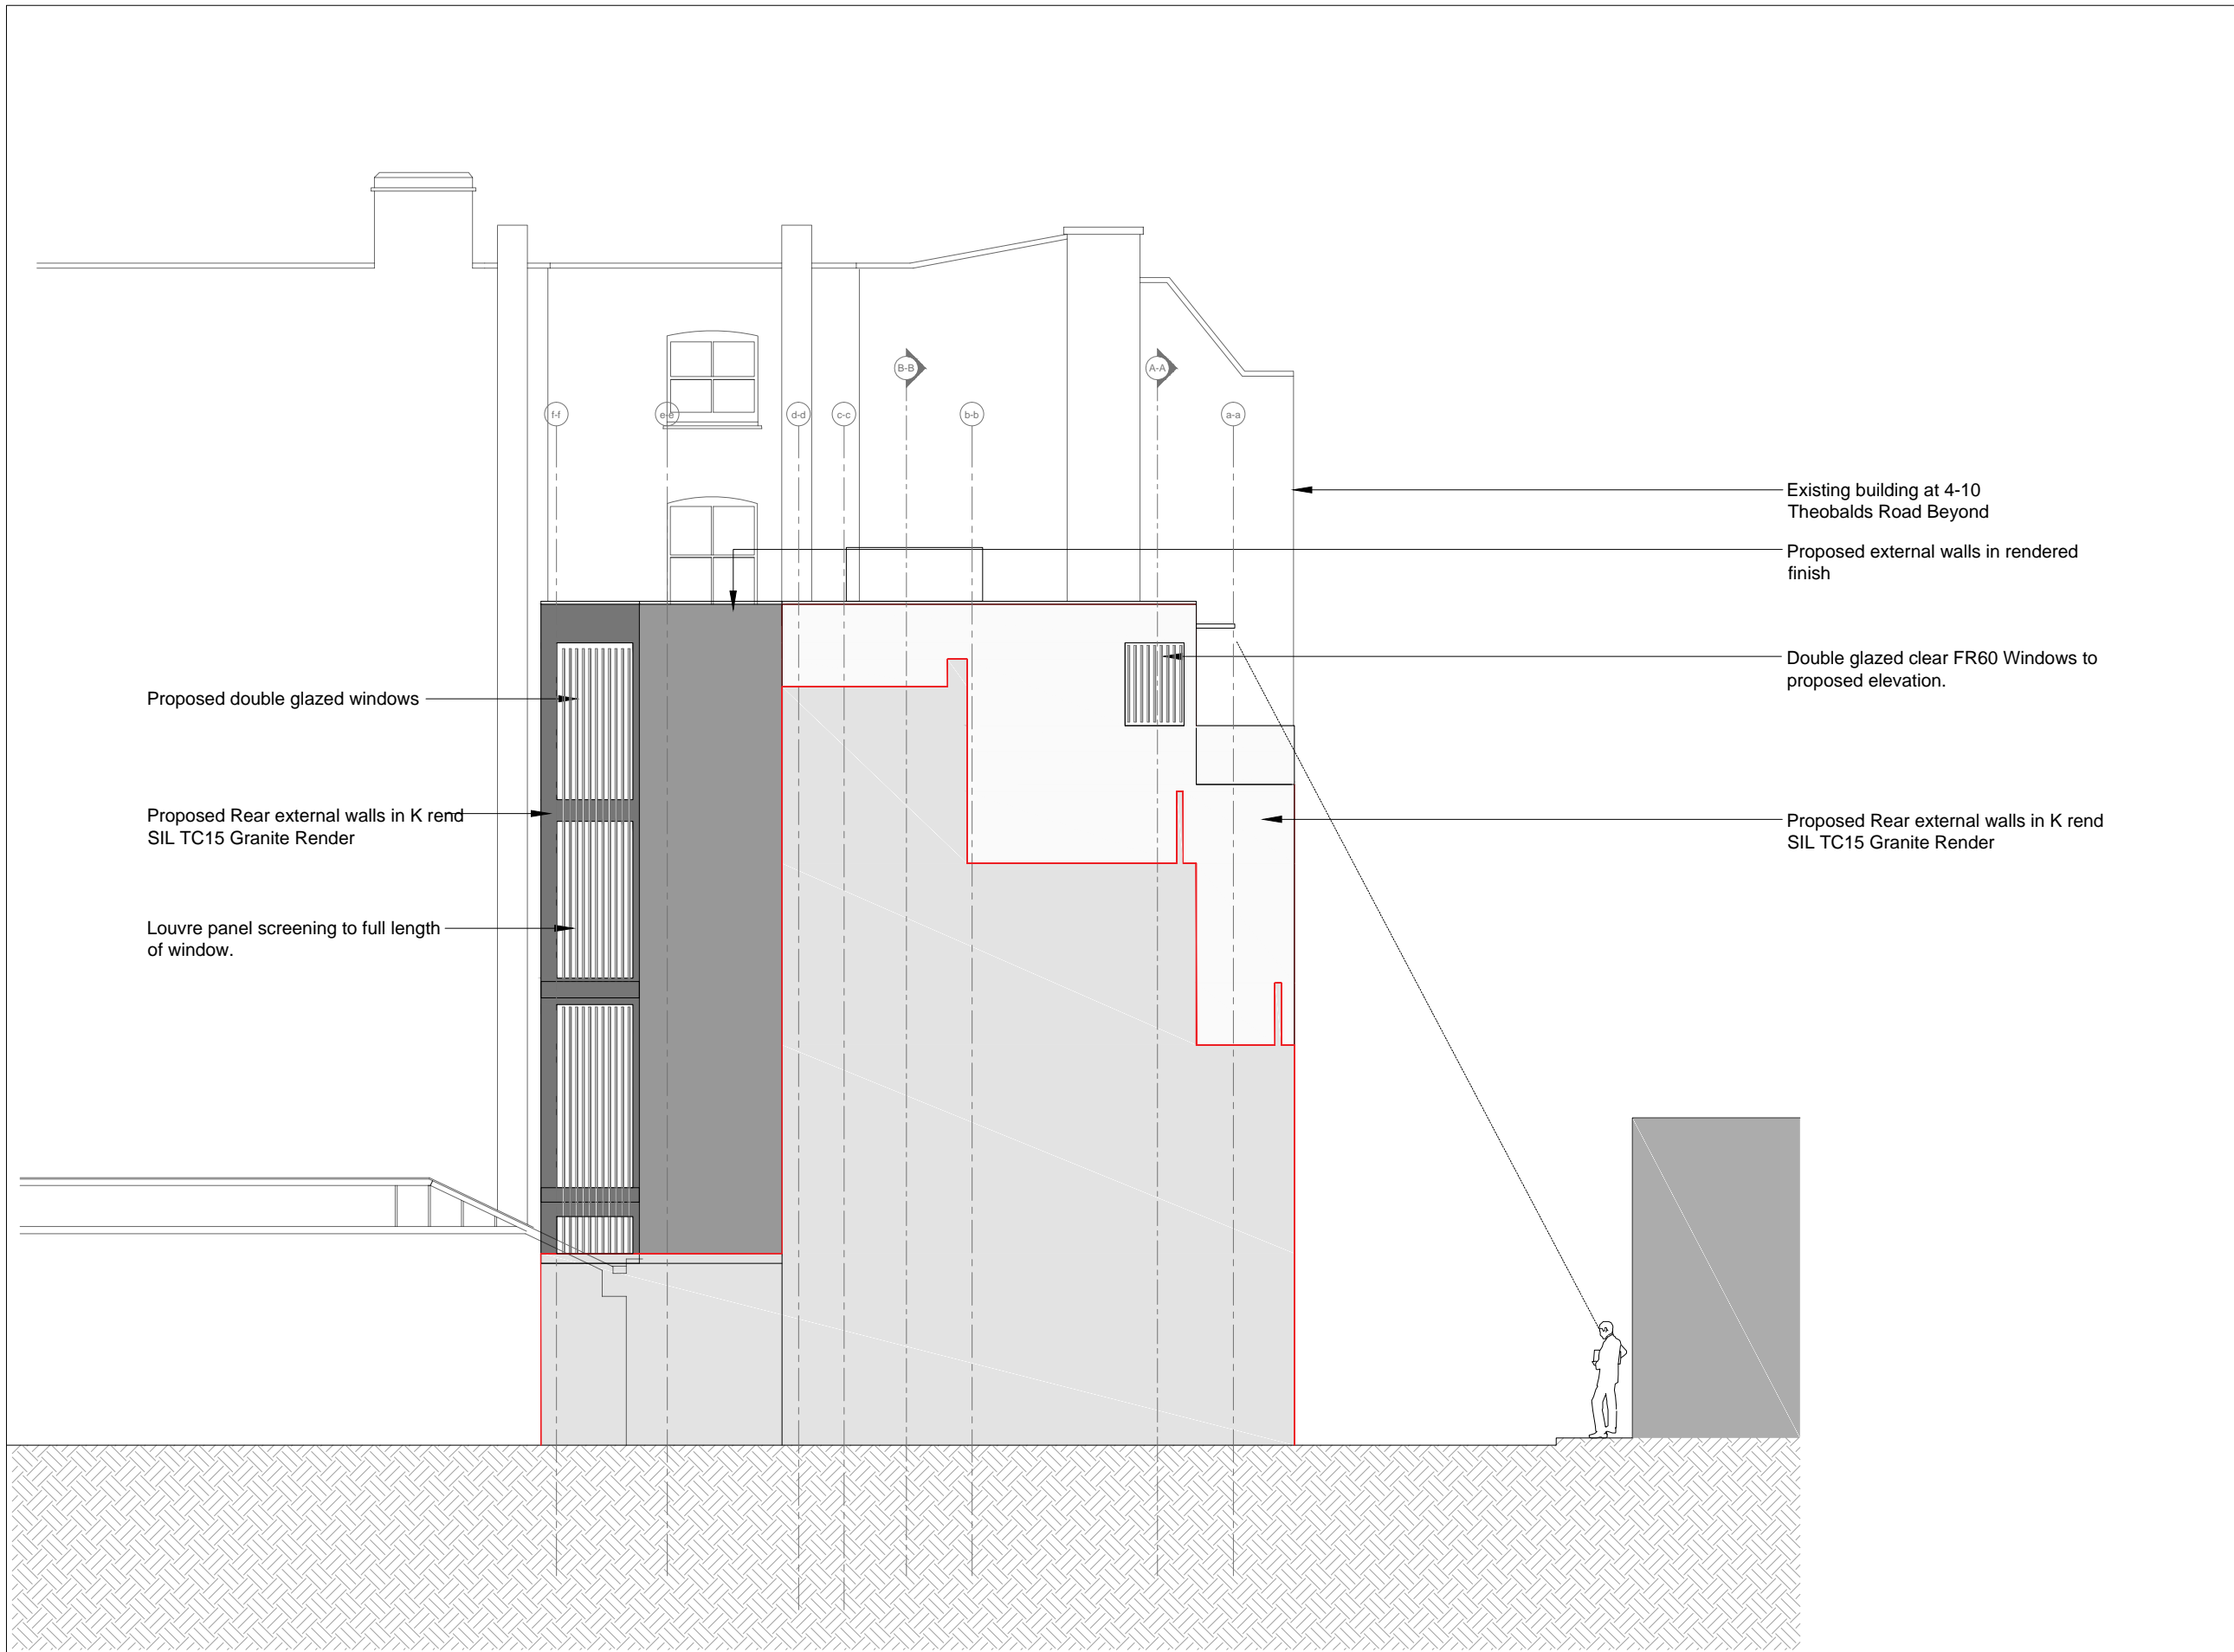 B-B
A-A
f-f
e-e
d-d
c-c
b-b
a-a
Existing building at 4-10
Theobalds Road Beyond
Proposed external walls in rendered
finish
Double glazed clear FR60 Windows to
proposed elevation.
Proposed double glazed windows
Proposed Rear external walls in K rend
SIL TC15 Granite Render
Proposed Rear external walls in K rend
SIL TC15 Granite Render
Louvre panel screening to full length
of window.